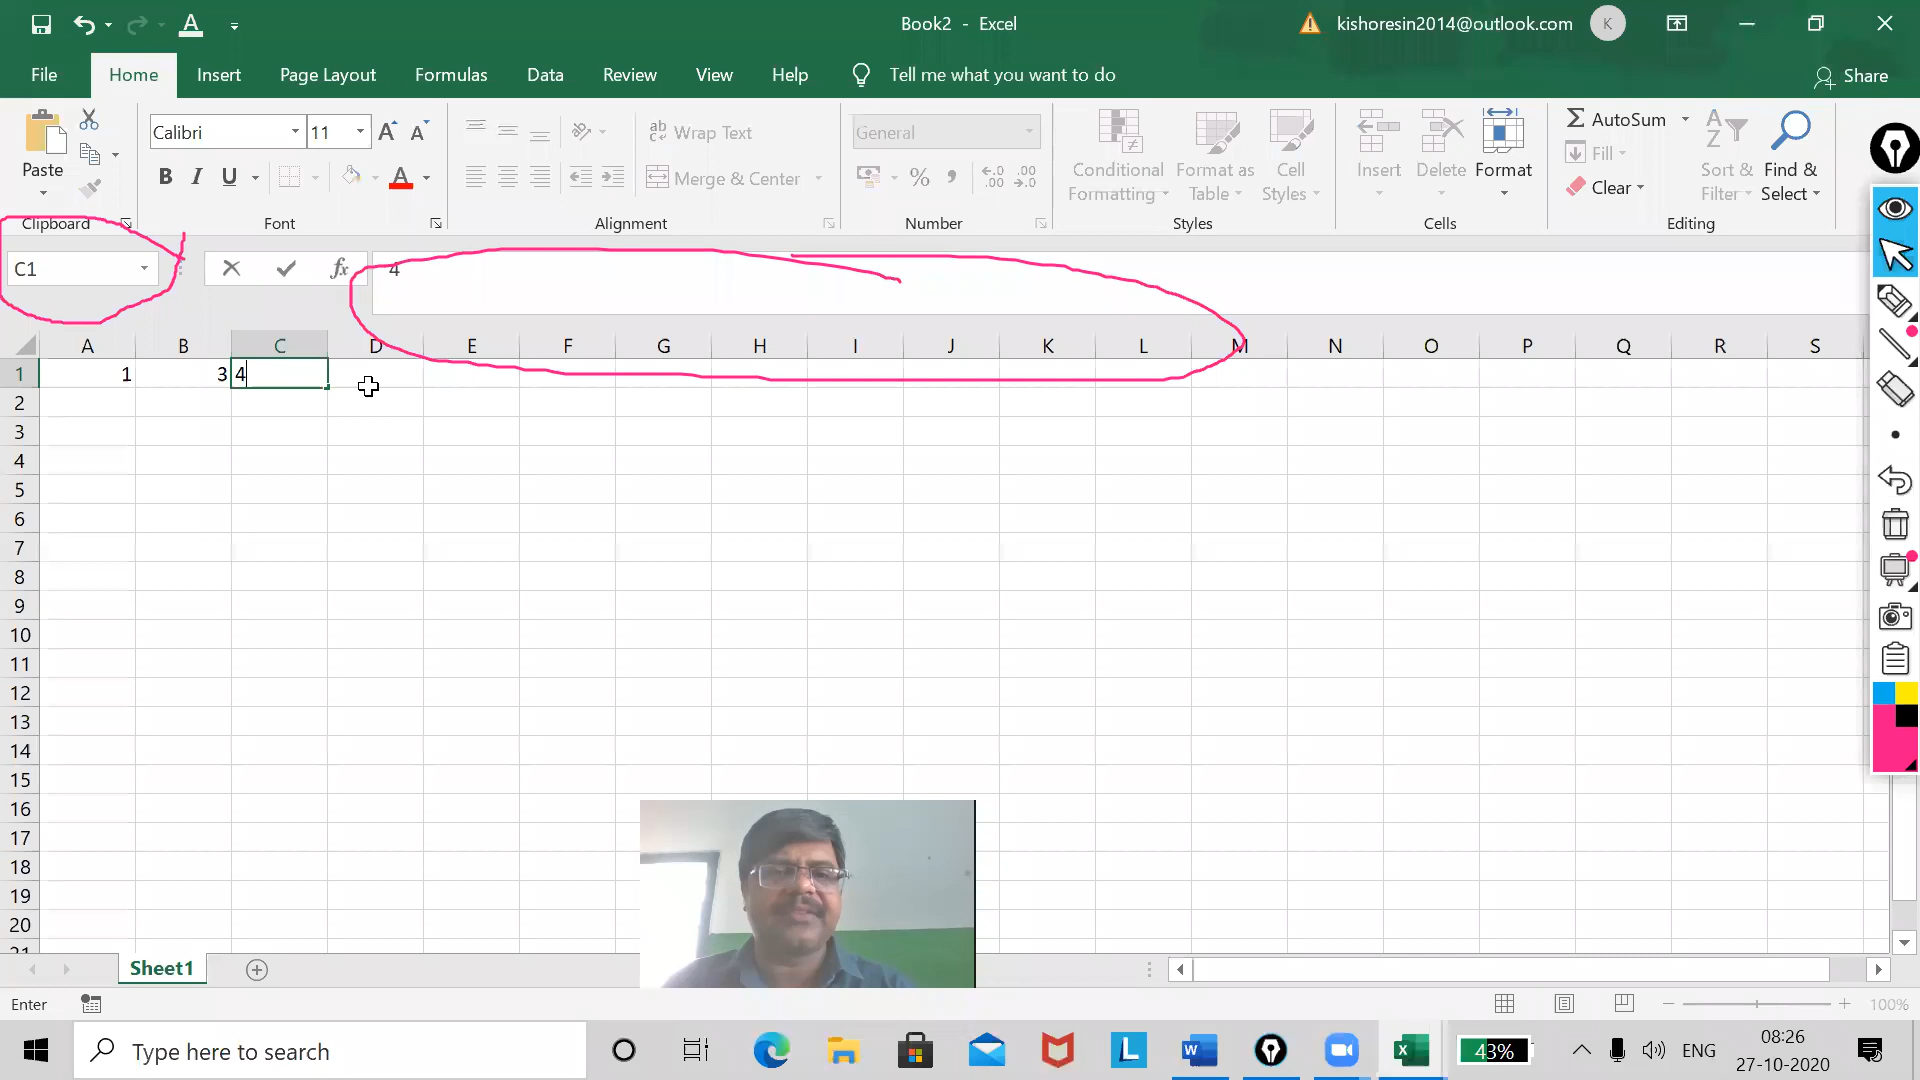 Book2 - Excel
kishoresin2014@outlook.com
K
File Home Insert Page Layout Formulas Data Review View Help Tell me what you want to do
Share
Paste
Clipboard
Calibri 11
A A
B I U A
Font
Wrap Text
Merge & Center
Alignment
General
% ,
Number
Conditional Formatting
Format as Table
Cell Styles
Styles
Insert Delete Format
Cells
AutoSum
Fill
Clear
Sort & Filter
Find & Select
Editing
C1
fx
4
A B C D E F G H I J K L M N O P Q R S
1 1 3 4
2
3
4
5
6
7
8
9
10
11
12
13
14
15
16
17
18
19
20
21
Sheet1
Enter
100%
Type here to search
43%
ENG
08:26
27-10-2020